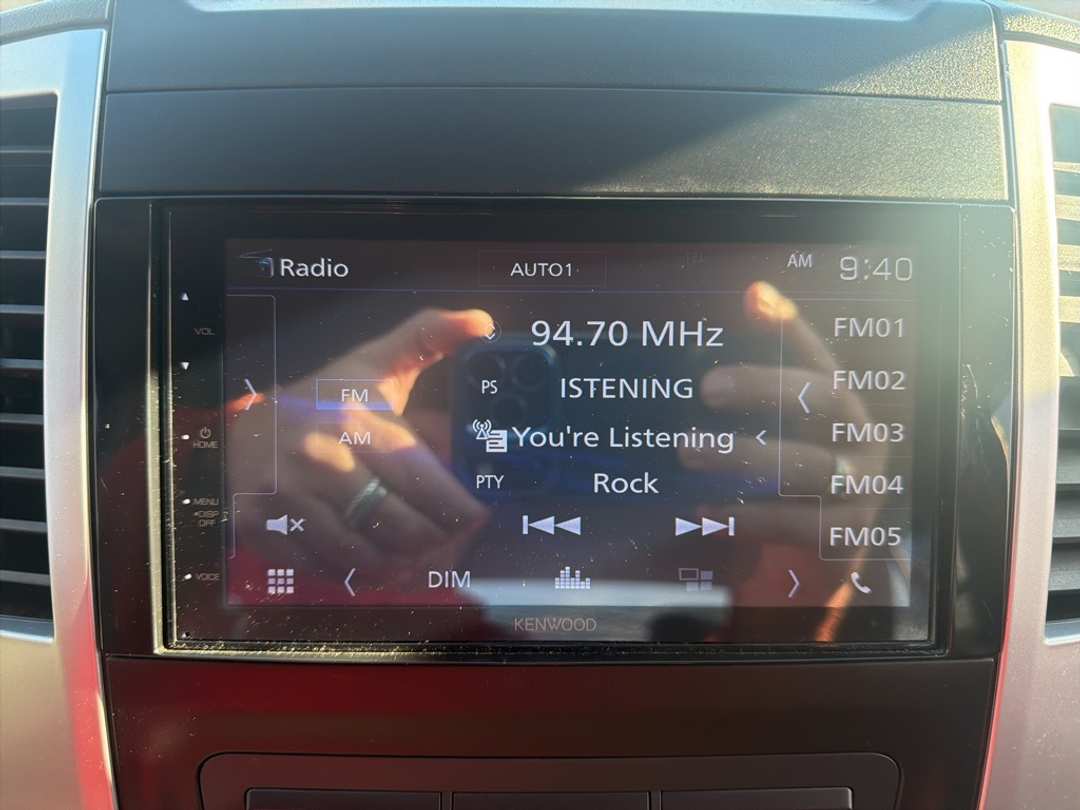 Radio AUTO1 AM 9:40
VOL
94.70 MHz FM01
PS ISTENING FM02
FM
You're Listening FM03
AM
HOME
PTY Rock FM04
MENU
DISP
OFF
FM05
VOICE
DIM
KENWOOD